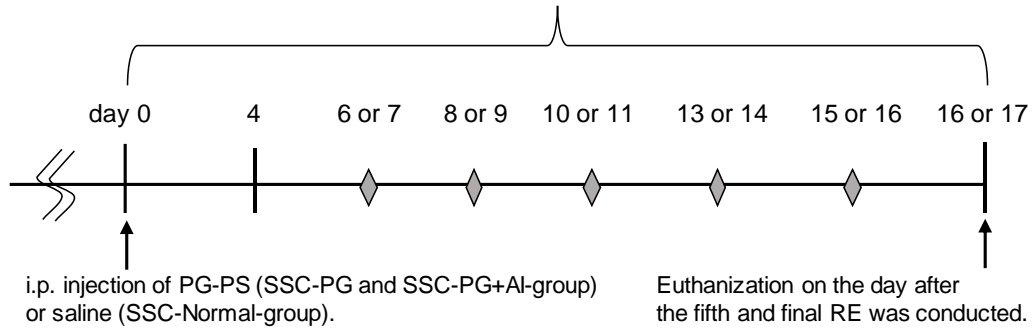 day 0 4 6 or 7 8 or 9 10 or 11 13 or 14 15 or 16 16 or 17
i.p. injection of PG-PS (SSC-PG and SSC-PG+AI-group)
or saline (SSC-Normal-group).
Euthanization on the day after
the fifth and final RE was conducted.